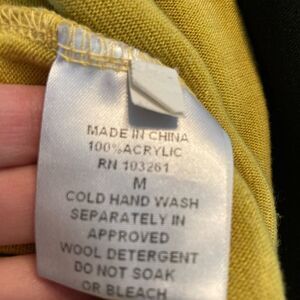 MADE IN CHINA
100% ACRYLIC
RN 103261
M
COLD HAND WASH
SEPARATELY IN
APPROVED
WOOL DETERGENT
DO NOT SOAK
OR BLEACH